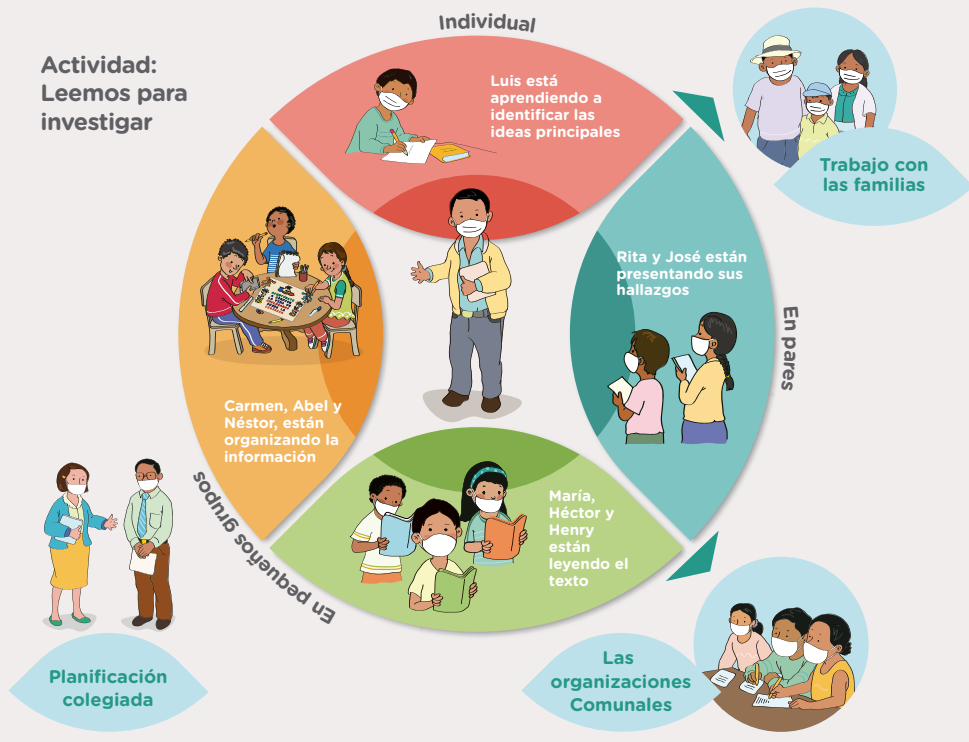 Actividad:
Leemos para
investigar
Individual
Luis está
aprendiendo a
identificar las
ideas principales
Trabajo con
las familias
Rita y José están
presentando sus
hallazgos
En pares
Carmen, Abel y
Néstor, están
organizando la
información
En pequeños grupos
María,
Héctor y
Henry
están
leyendo el
texto
Planificación
colegiada
Las
organizaciones
Comunales